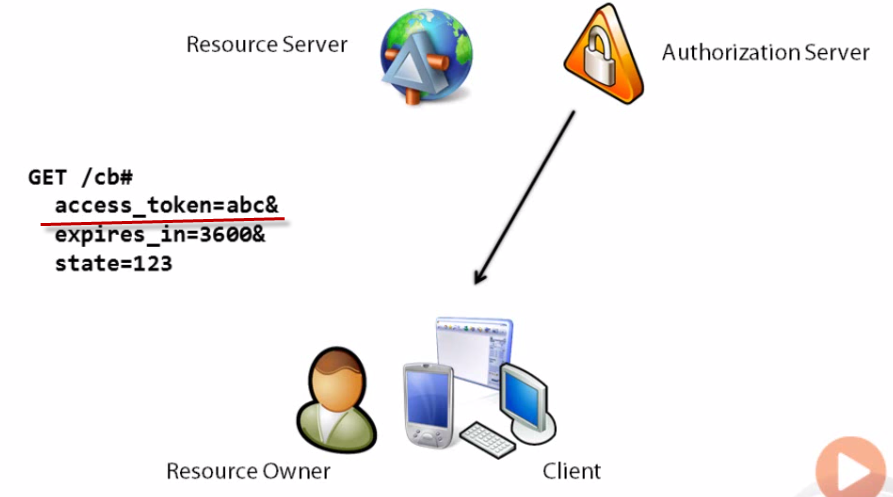 Resource Server
Authorization Server
GET /cb#
access_token=abc&
expires_in=3600&
state=123
Resource Owner
Client